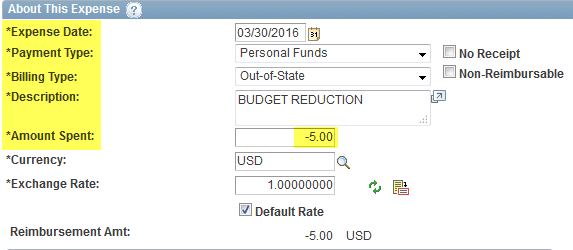 About This Expense ?
*Expense Date: 03/30/2016 31
*Payment Type: Personal Funds No Receipt
*Billing Type: Out-of-State Non-Reimbursable
*Description: BUDGET REDUCTION
*Amount Spent: -5.00
*Currency: USD
*Exchange Rate: 1.00000000
Default Rate
Reimbursement Amt: -5.00 USD